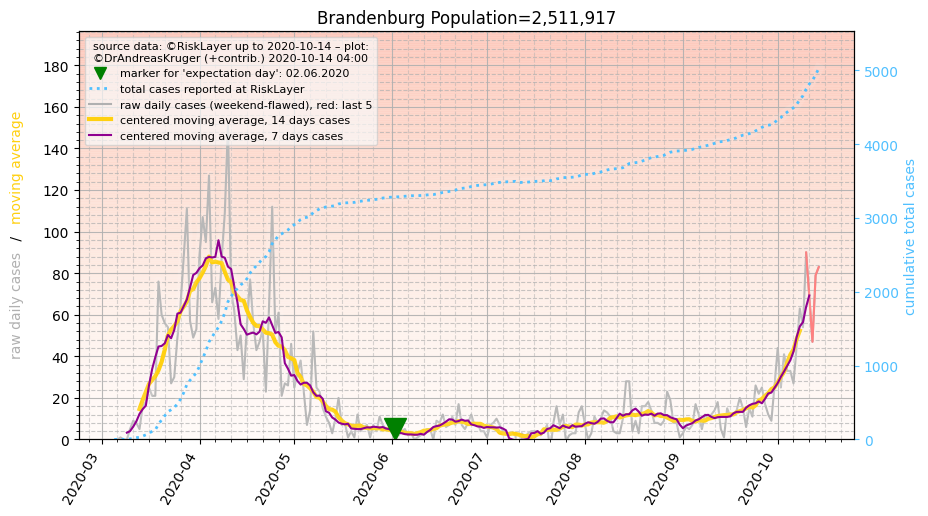 Brandenburg Population=2,511,917
source data: ©RiskLayer up to 2020-10-14 – plot:
©DrAndreasKruger (+contrib.) 2020-10-14 04:00
marker for 'expectation day': 02.06.2020
total cases reported at RiskLayer
raw daily cases (weekend-flawed), red: last 5
centered moving average, 14 days cases
centered moving average, 7 days cases
raw daily cases / moving average
180
160
140
120
100
80
60
40
20
0
5000
4000
3000
2000
1000
0
cumulative total cases
2020-03
2020-04
2020-05
2020-06
2020-07
2020-08
2020-09
2020-10